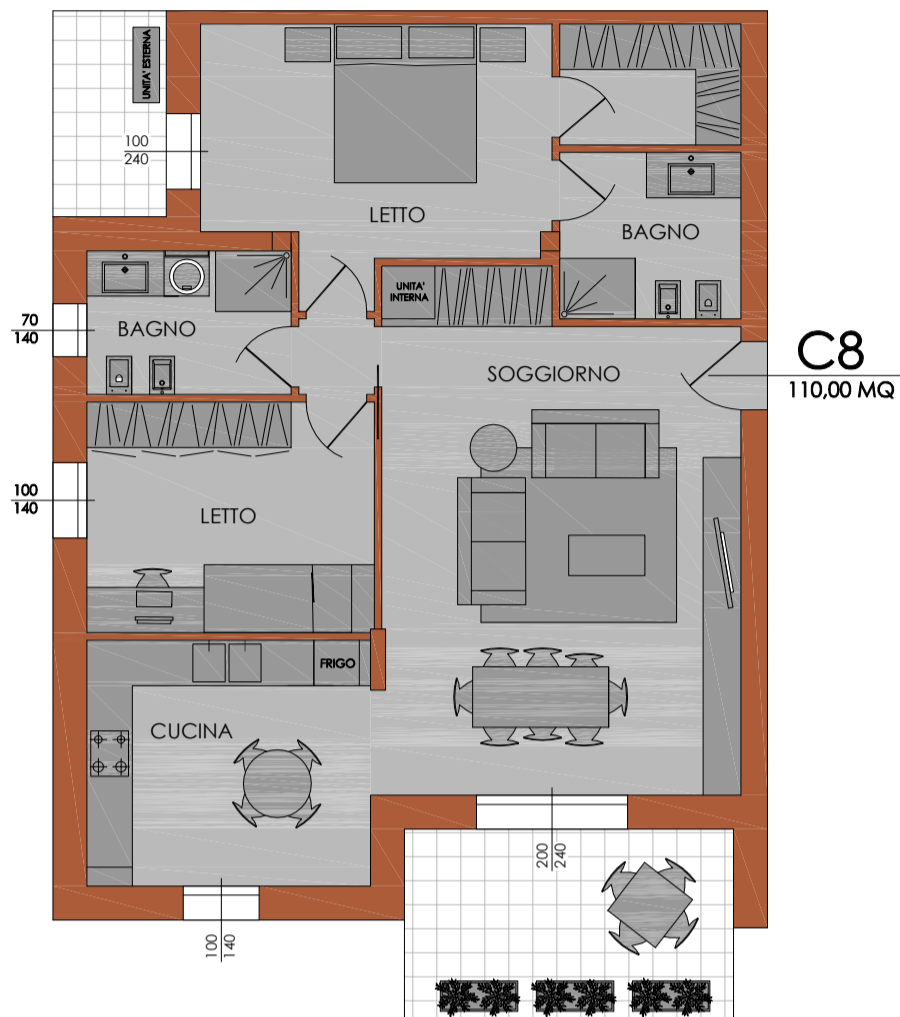 UNITA' ESTERNA
100
240
LETTO
BAGNO
UNITA'
INTERNA
70
140
BAGNO
SOGGIORNO
C8
110,00 MQ
100
140
LETTO
FRIGO
CUCINA
200
240
100
140